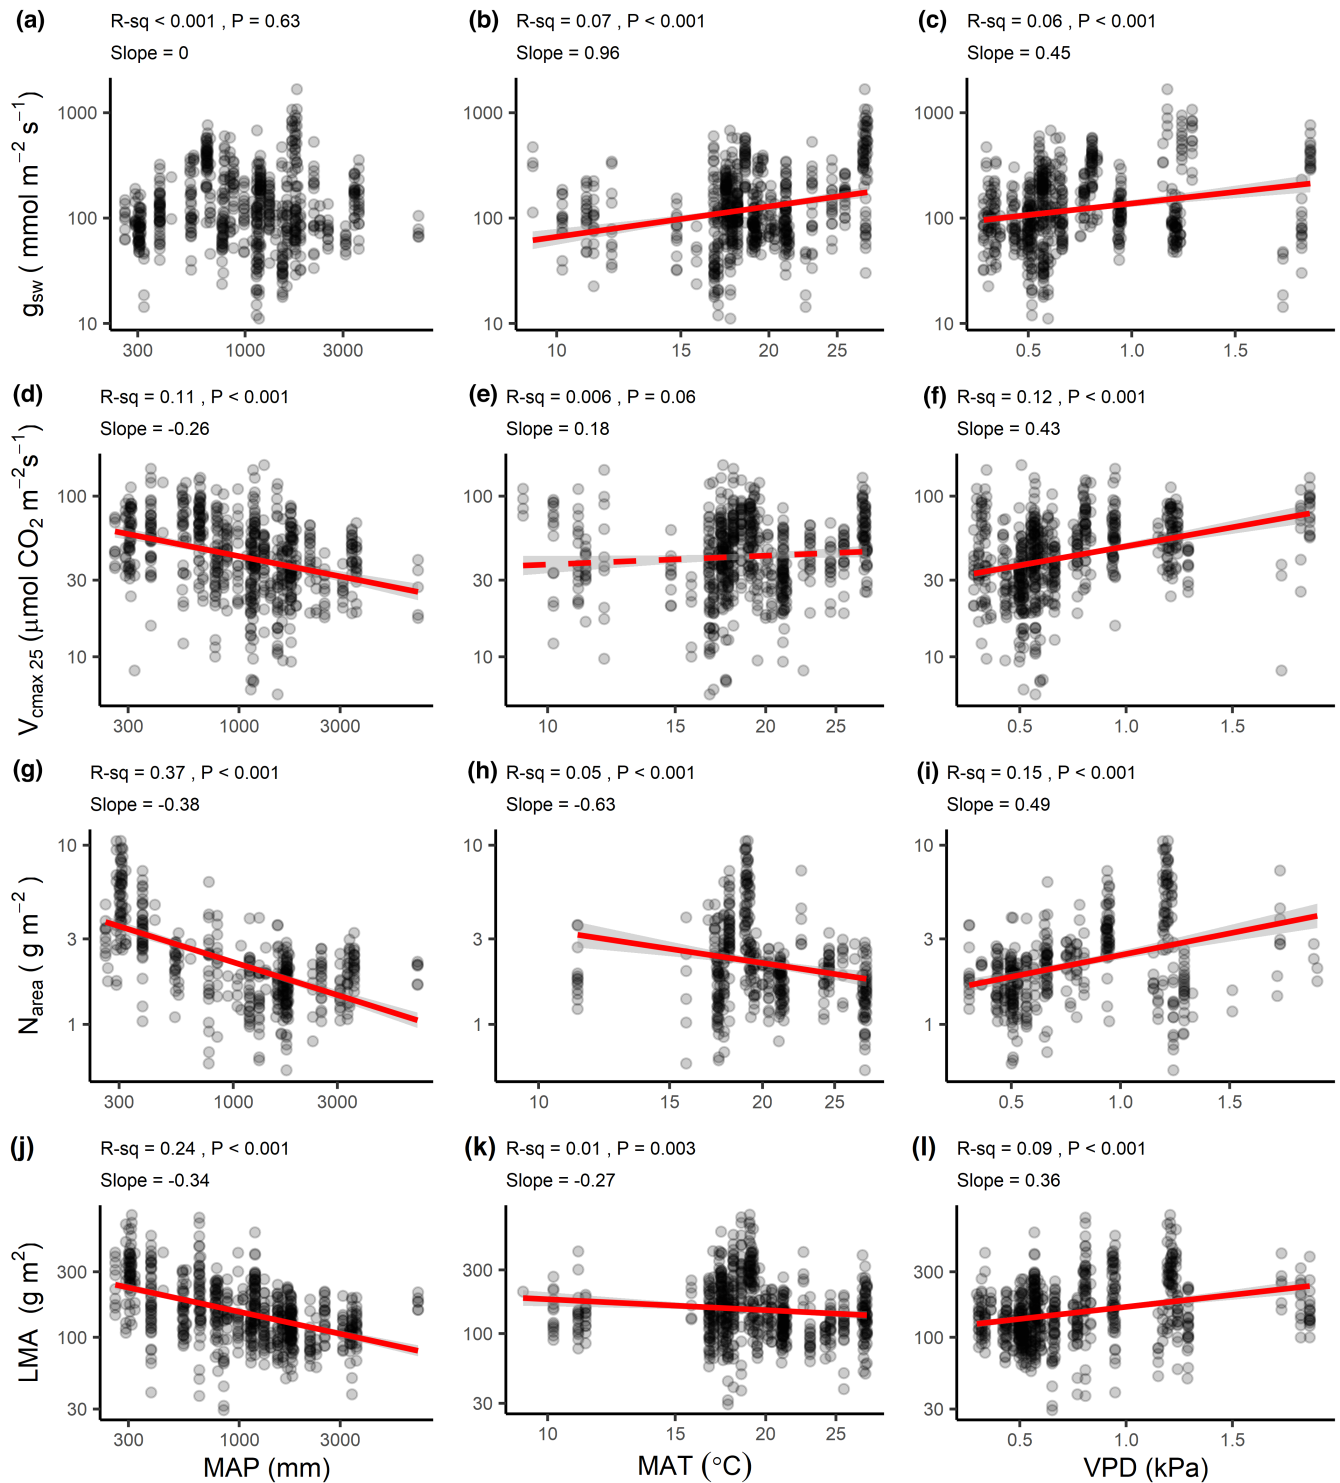 (a) R-sq < 0.001 , P = 0.63
Slope = 0
(b) R-sq = 0.07 , P < 0.001
Slope = 0.96
(c) R-sq = 0.06 , P < 0.001
Slope = 0.45
gsw ( mmol m−2 s−1 )
1000
100
10
300 1000 3000
1000
100
10
10 15 20 25
1000
100
10
0.5 1.0 1.5
(d) R-sq = 0.11 , P < 0.001
Slope = -0.26
(e) R-sq = 0.006 , P = 0.06
Slope = 0.18
(f) R-sq = 0.12 , P < 0.001
Slope = 0.43
Vcmax 25 (μmol CO2 m−2s−1)
100
30
10
300 1000 3000
100
30
10
10 15 20 25
100
30
10
0.5 1.0 1.5
(g) R-sq = 0.37 , P < 0.001
Slope = -0.38
(h) R-sq = 0.05 , P < 0.001
Slope = -0.63
(i) R-sq = 0.15 , P < 0.001
Slope = 0.49
Narea ( g m−2 )
10
3
1
300 1000 3000
10
3
1
10 15 20 25
10
3
1
0.5 1.0 1.5
(j) R-sq = 0.24 , P < 0.001
Slope = -0.34
(k) R-sq = 0.01 , P = 0.003
Slope = -0.27
(l) R-sq = 0.09 , P < 0.001
Slope = 0.36
LMA (g m2)
300
100
30
300 1000 3000
MAP (mm)
300
100
30
10 15 20 25
MAT (°C)
300
100
30
0.5 1.0 1.5
VPD (kPa)